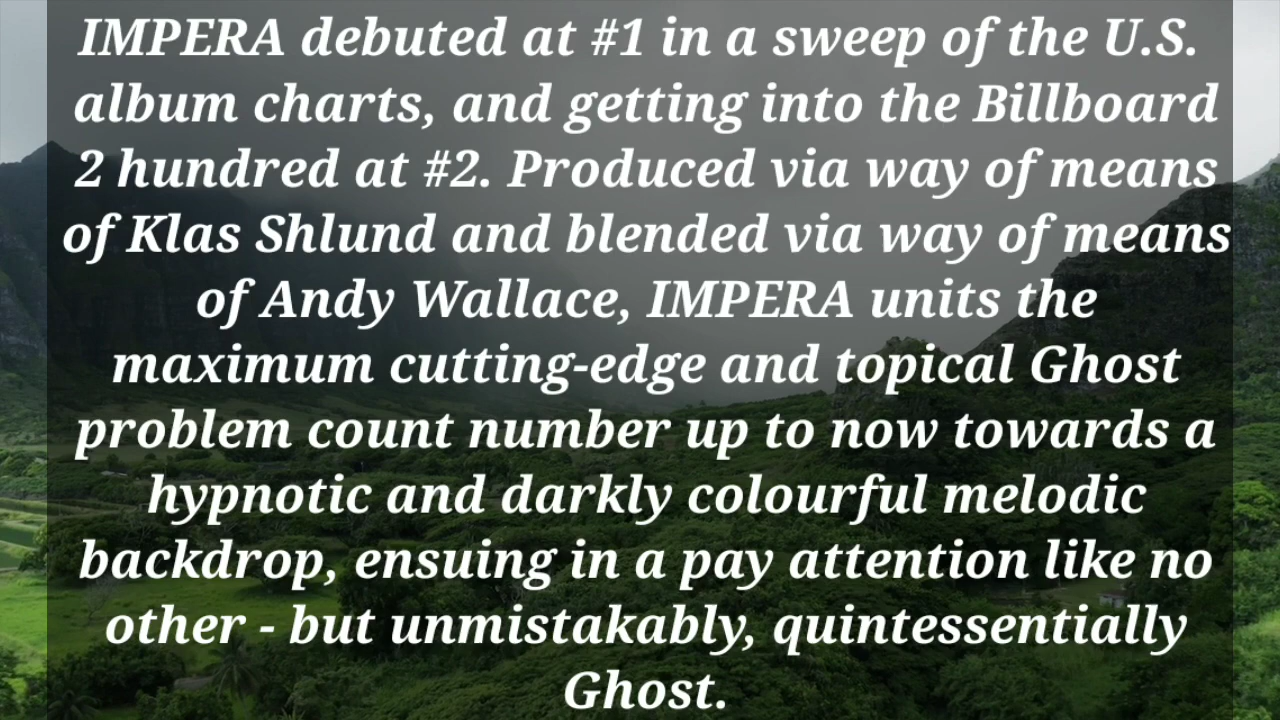 IMPERA debuted at #1 in a sweep of the U.S.
album charts, and getting into the Billboard
2 hundred at #2. Produced via way of means
of Klas Shlund and blended via way of means
of Andy Wallace, IMPERA units the
maximum cutting-edge and topical Ghost
problem count number up to now towards a
hypnotic and darkly colourful melodic
backdrop, ensuing in a pay attention like no
other - but unmistakably, quintessentially
Ghost.